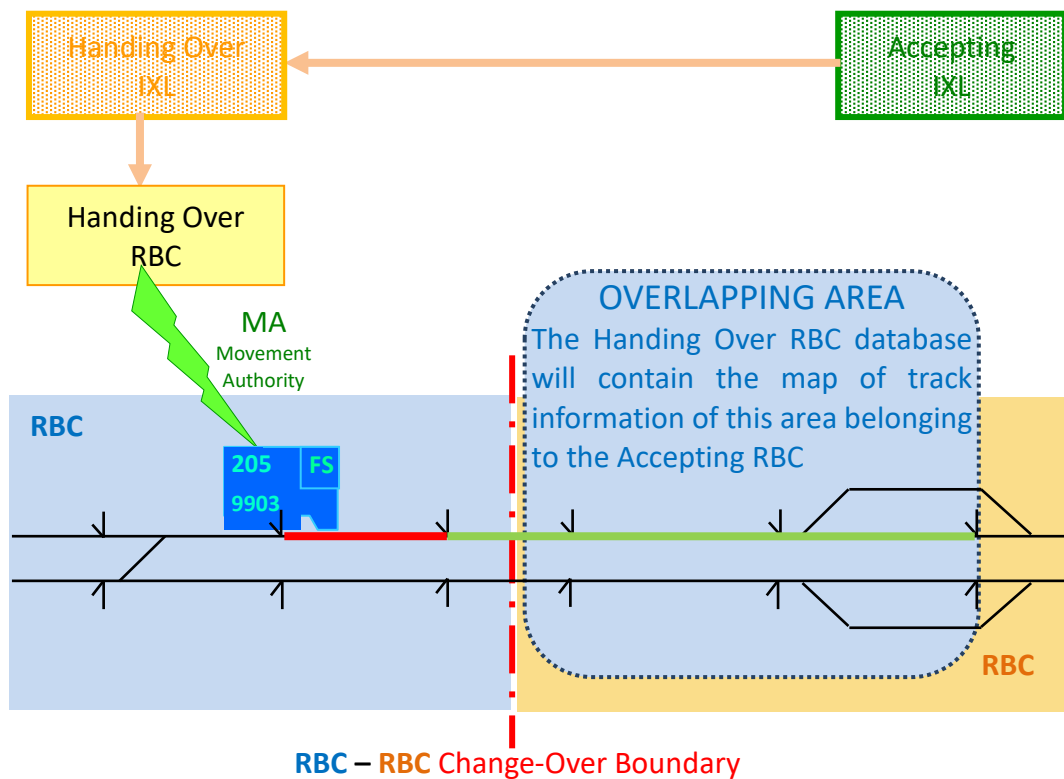 Handing Over
IXL
Accepting
IXL
Handing Over
RBC
MA
Movement
Authority
OVERLAPPING AREA
The Handing Over RBC database
will contain the map of track
information of this area belonging
to the Accepting RBC
RBC
205
FS
9903
RBC
RBC – RBC Change-Over Boundary